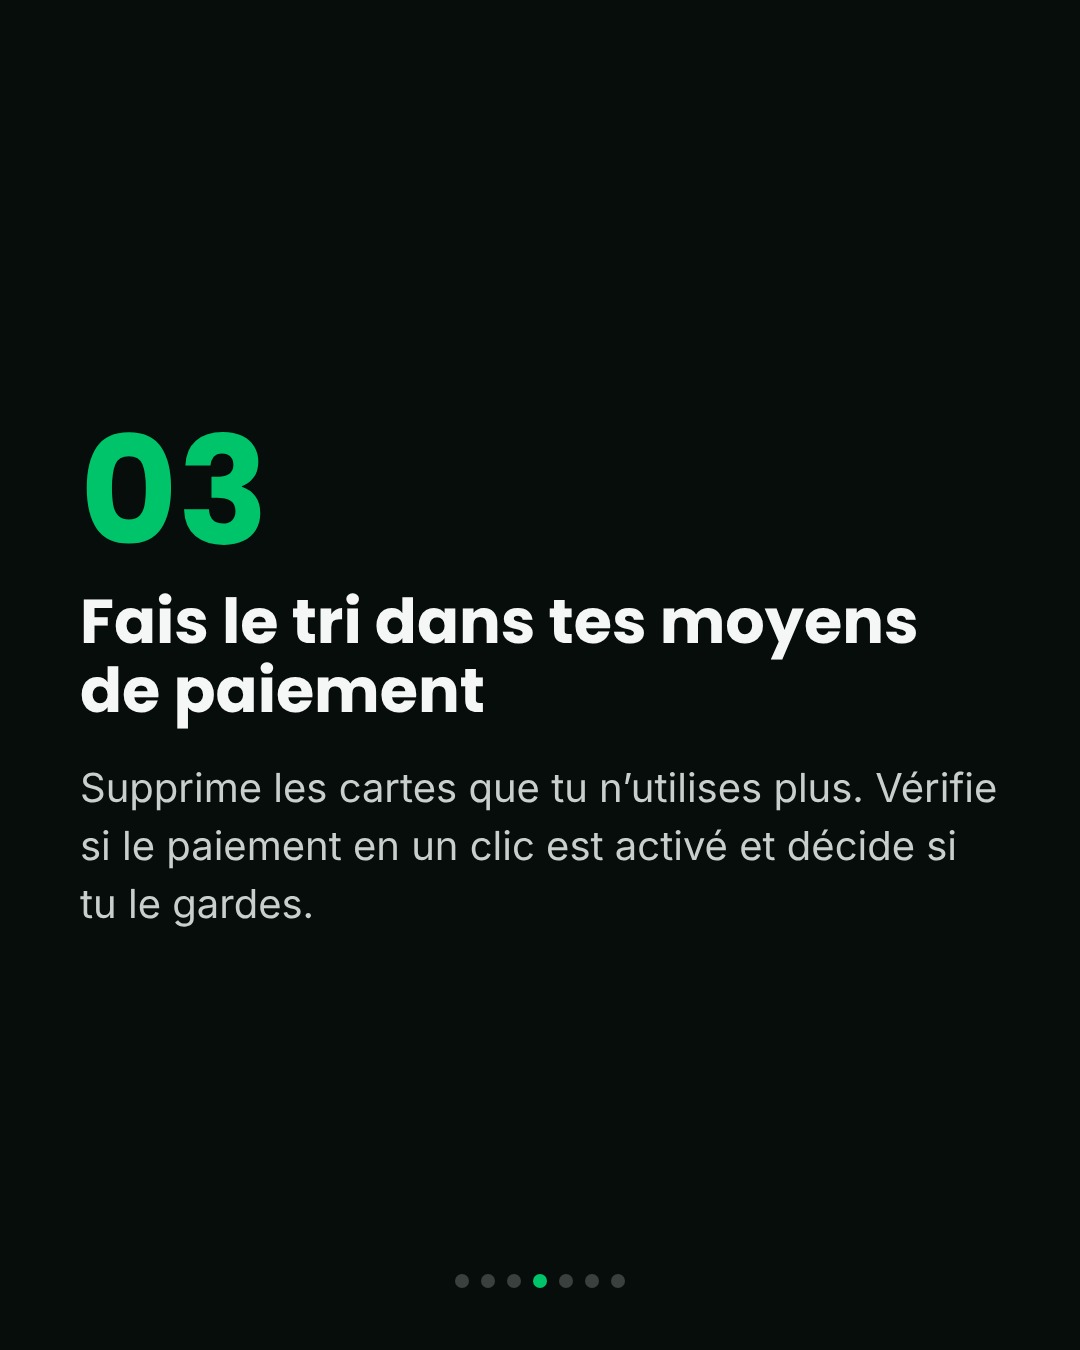 03
Fais le tri dans tes moyens
de paiement
Supprime les cartes que tu n’utilises plus. Vérifie
si le paiement en un clic est activé et décide si
tu le gardes.